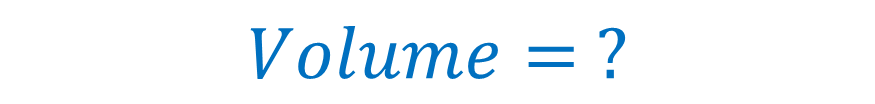 Volume = ?